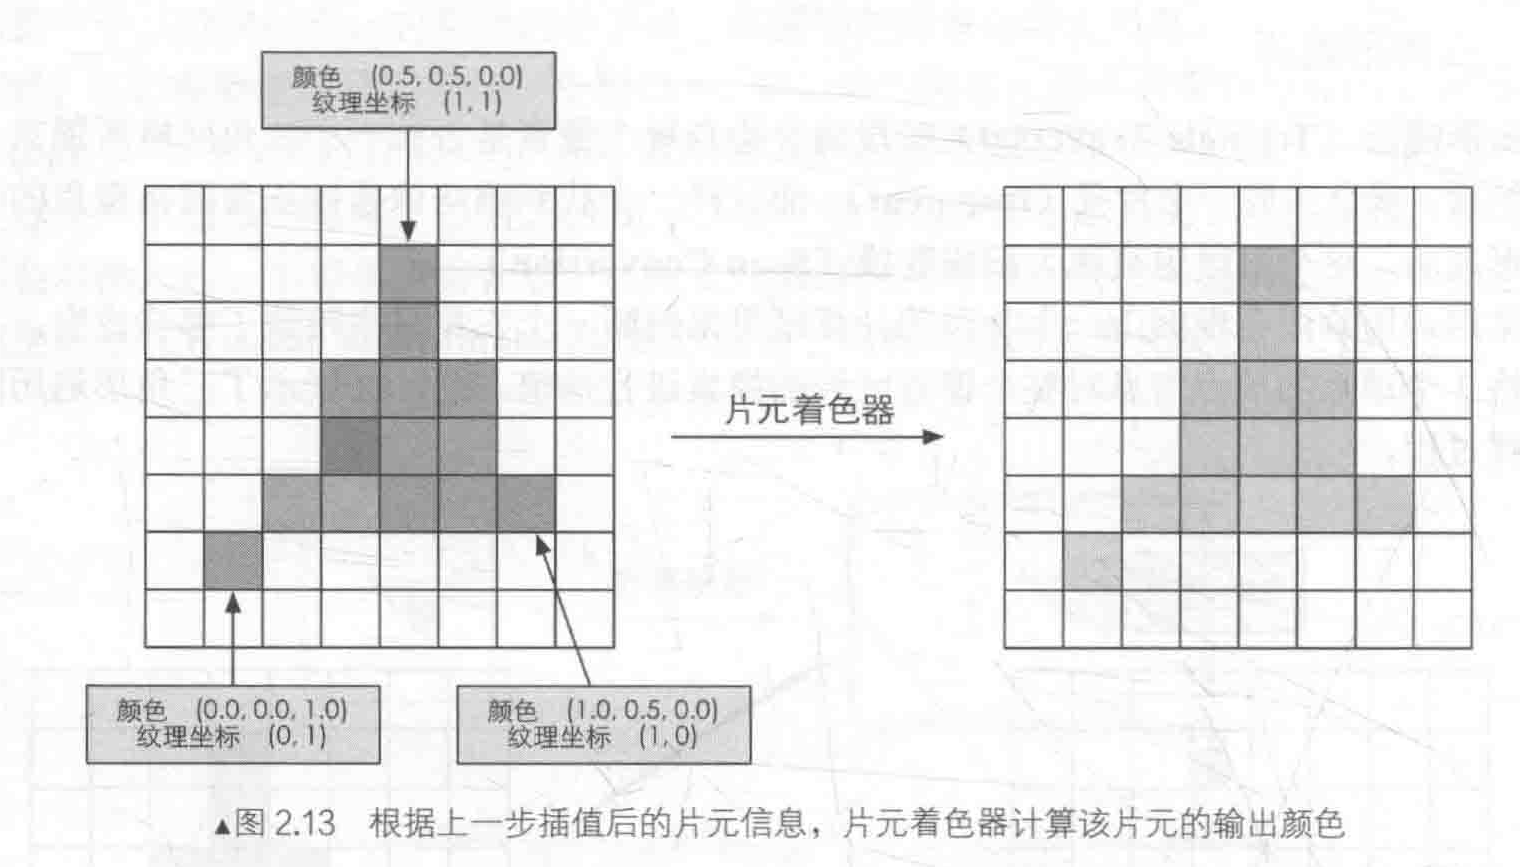 颜色 (0.5, 0.5, 0.0)
纹理坐标 (1, 1)
片元着色器
颜色 (0.0, 0.0, 1.0)
纹理坐标 (0, 1)
颜色 (1.0, 0.5, 0.0)
纹理坐标 (1, 0)
▲图 2.13 根据上一步插值后的片元信息，片元着色器计算该片元的输出颜色